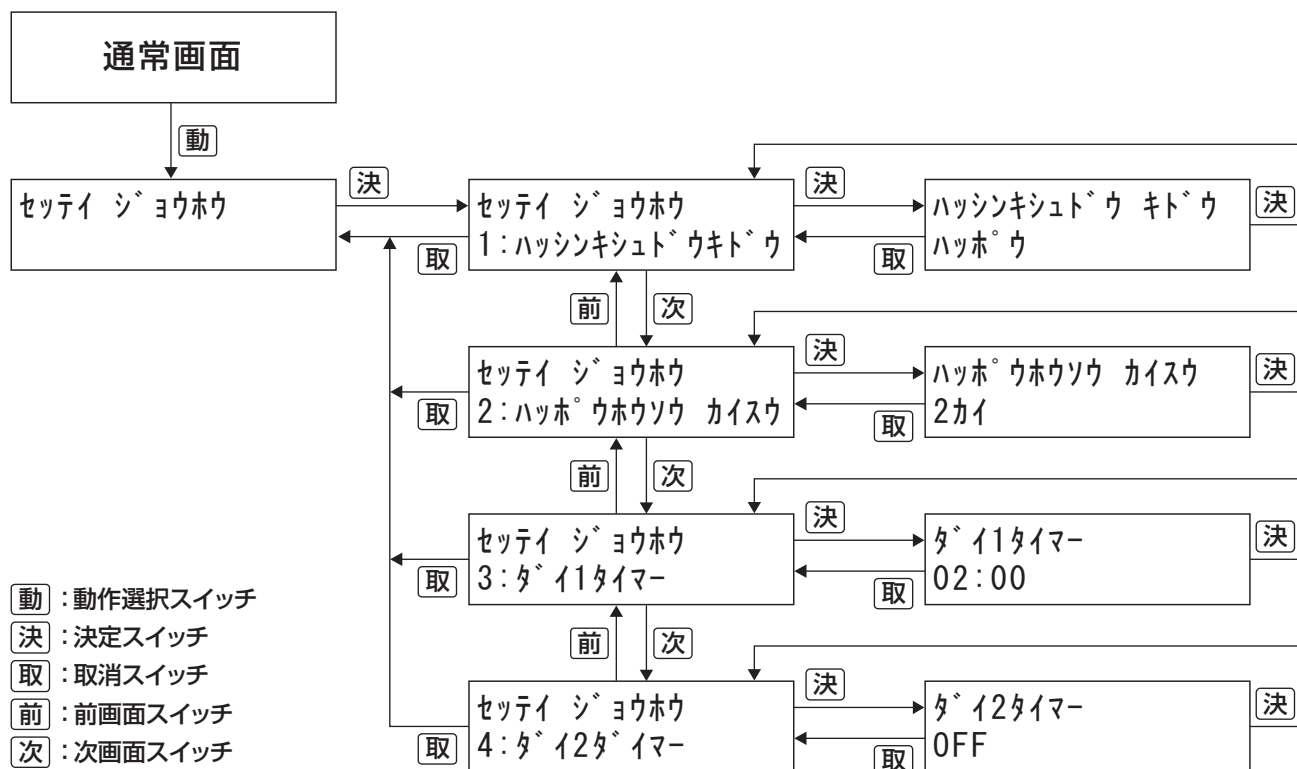 通常画面
動
セッテイ ジョウホウ
決
取
セッテイ ジョウホウ
1:ハッシンキシュドウキドウ
決
取
ハッシンキシュドウ キドウ
ハッポウ
決
前
次
セッテイ ジョウホウ
2:ハッポウホウソウ カイスウ
取
決
取
ハッポウホウソウ カイスウ
2カイ
決
前
次
セッテイ ジョウホウ
3:ダイ1タイマー
取
決
取
ダイ1タイマー
02:00
決
前
次
セッテイ ジョウホウ
4:ダイ2ダイマー
取
決
取
ダイ2タイマー
OFF
決
動:動作選択スイッチ
決:決定スイッチ
取:取消スイッチ
前:前画面スイッチ
次:次画面スイッチ